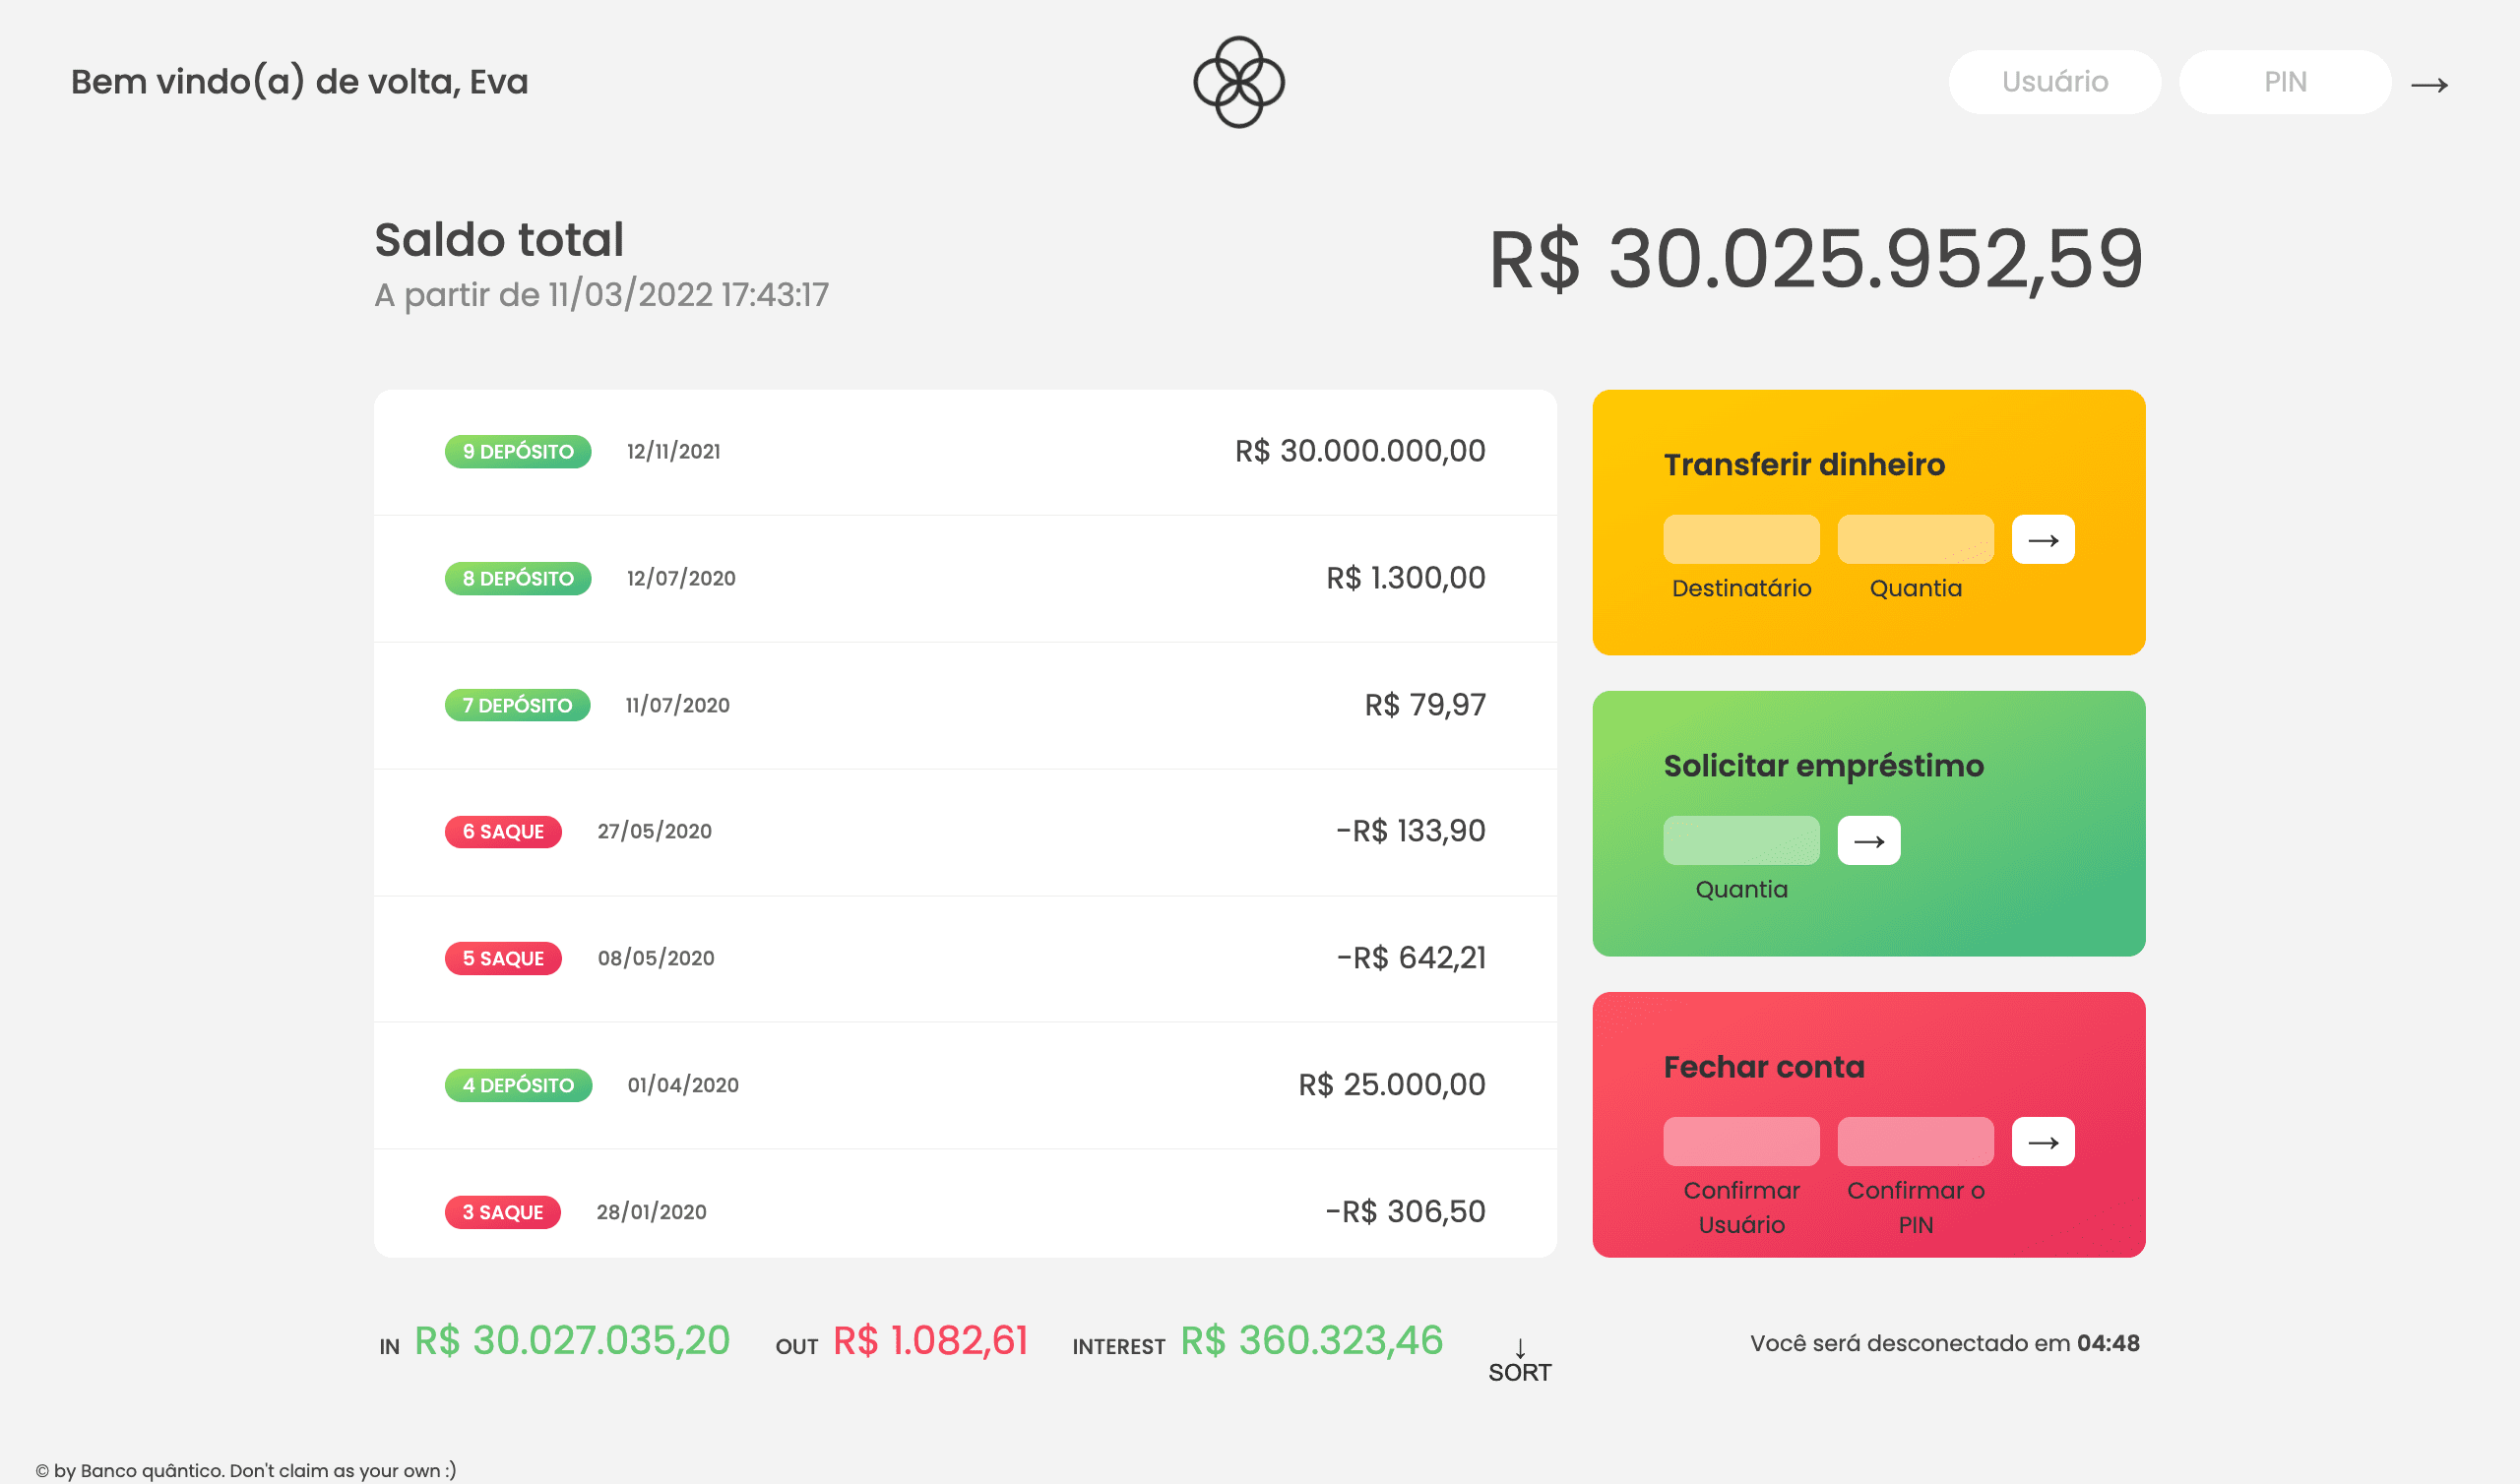 Bem vindo(a) de volta, Eva
Usuário
PIN
→
Saldo total
A partir de 11/03/2022 17:43:17
R$ 30.025.952,59
9 DEPÓSITO 12/11/2021 R$ 30.000.000,00
8 DEPÓSITO 12/07/2020 R$ 1.300,00
7 DEPÓSITO 11/07/2020 R$ 79,97
6 SAQUE 27/05/2020 -R$ 133,90
5 SAQUE 08/05/2020 -R$ 642,21
4 DEPÓSITO 01/04/2020 R$ 25.000,00
3 SAQUE 28/01/2020 -R$ 306,50
Transferir dinheiro
→
Destinatário Quantia
Solicitar empréstimo
→
Quantia
Fechar conta
→
Confirmar Usuário
Confirmar o PIN
IN R$ 30.027.035,20 OUT R$ 1.082,61 INTEREST R$ 360.323,46
↓ SORT
Você será desconectado em 04:48
© by Banco quântico. Don't claim as your own :)